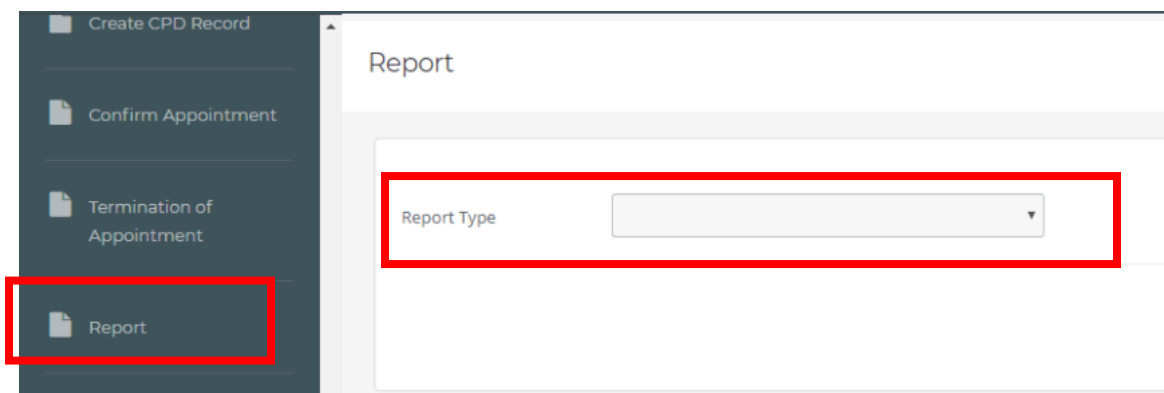 Create CPD Record
Confirm Appointment
Termination of
Appointment
Report
Report
Report Type